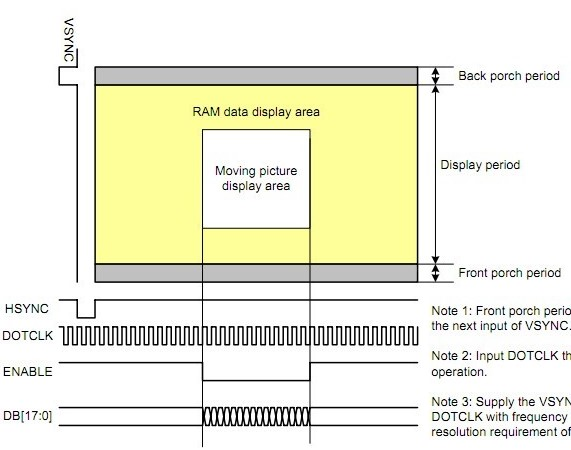 VSYNC
Back porch period
RAM data display area
Moving picture
display area
Display period
Front porch period
HSYNC
DOTCLK
ENABLE
DB[17:0]
Note 1: Front porch perio
the next input of VSYNC.
Note 2: Input DOTCLK th
operation.
Note 3: Supply the VSYN
DOTCLK with frequency
resolution requirement of